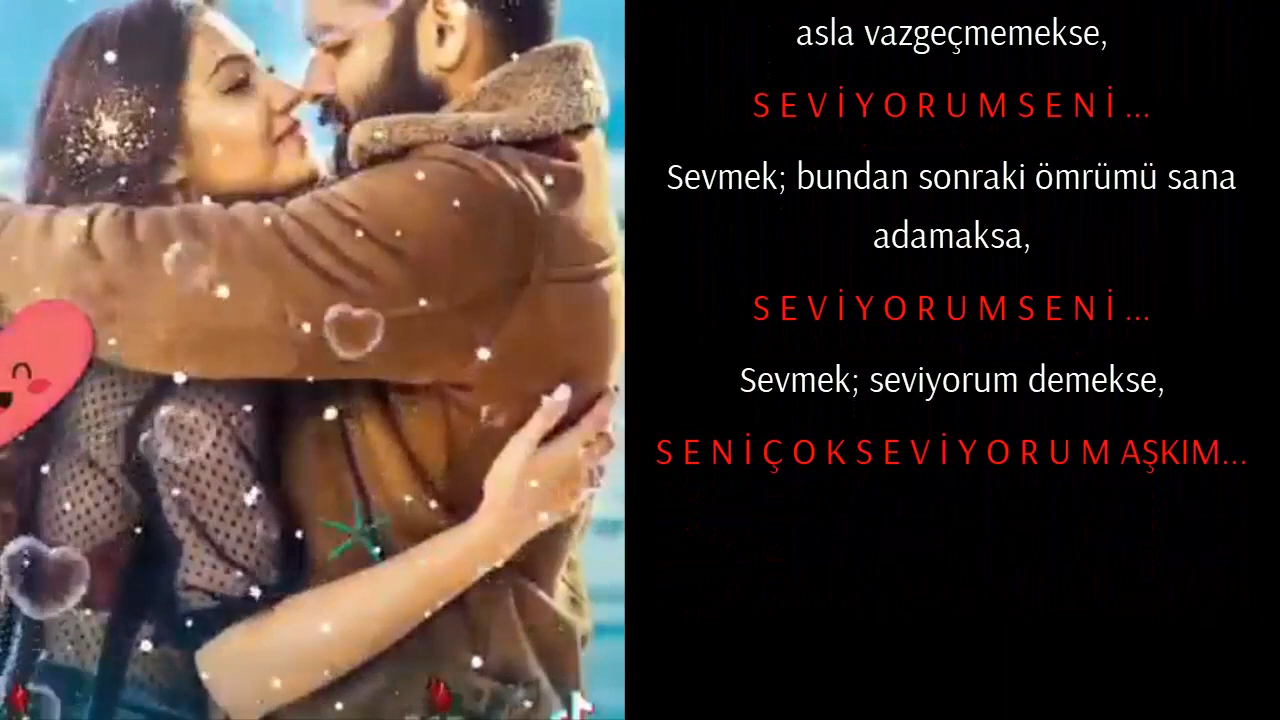 asla vazgeçmemekse,
S E V İ Y O R U M S E N İ ...
Sevmek; bundan sonraki ömrümü sana
adamaksa,
S E V İ Y O R U M S E N İ ...
Sevmek; seviyorum demekse,
S E N İ Ç O K S E V İ Y O R U M AŞKIM...